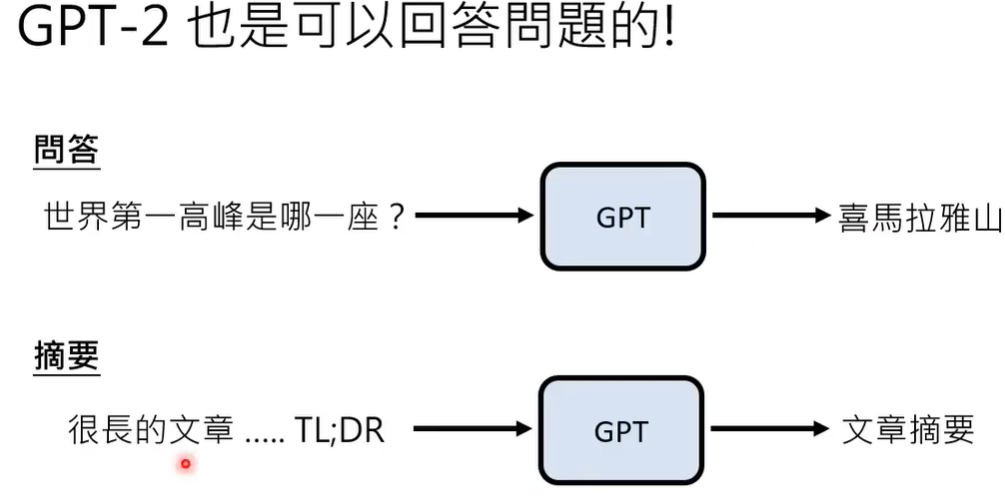 GPT-2 也是可以回答問題的!
問答
世界第一高峰是哪一座？
GPT
喜馬拉雅山
摘要
很長的文章 ..... TL;DR
GPT
文章摘要